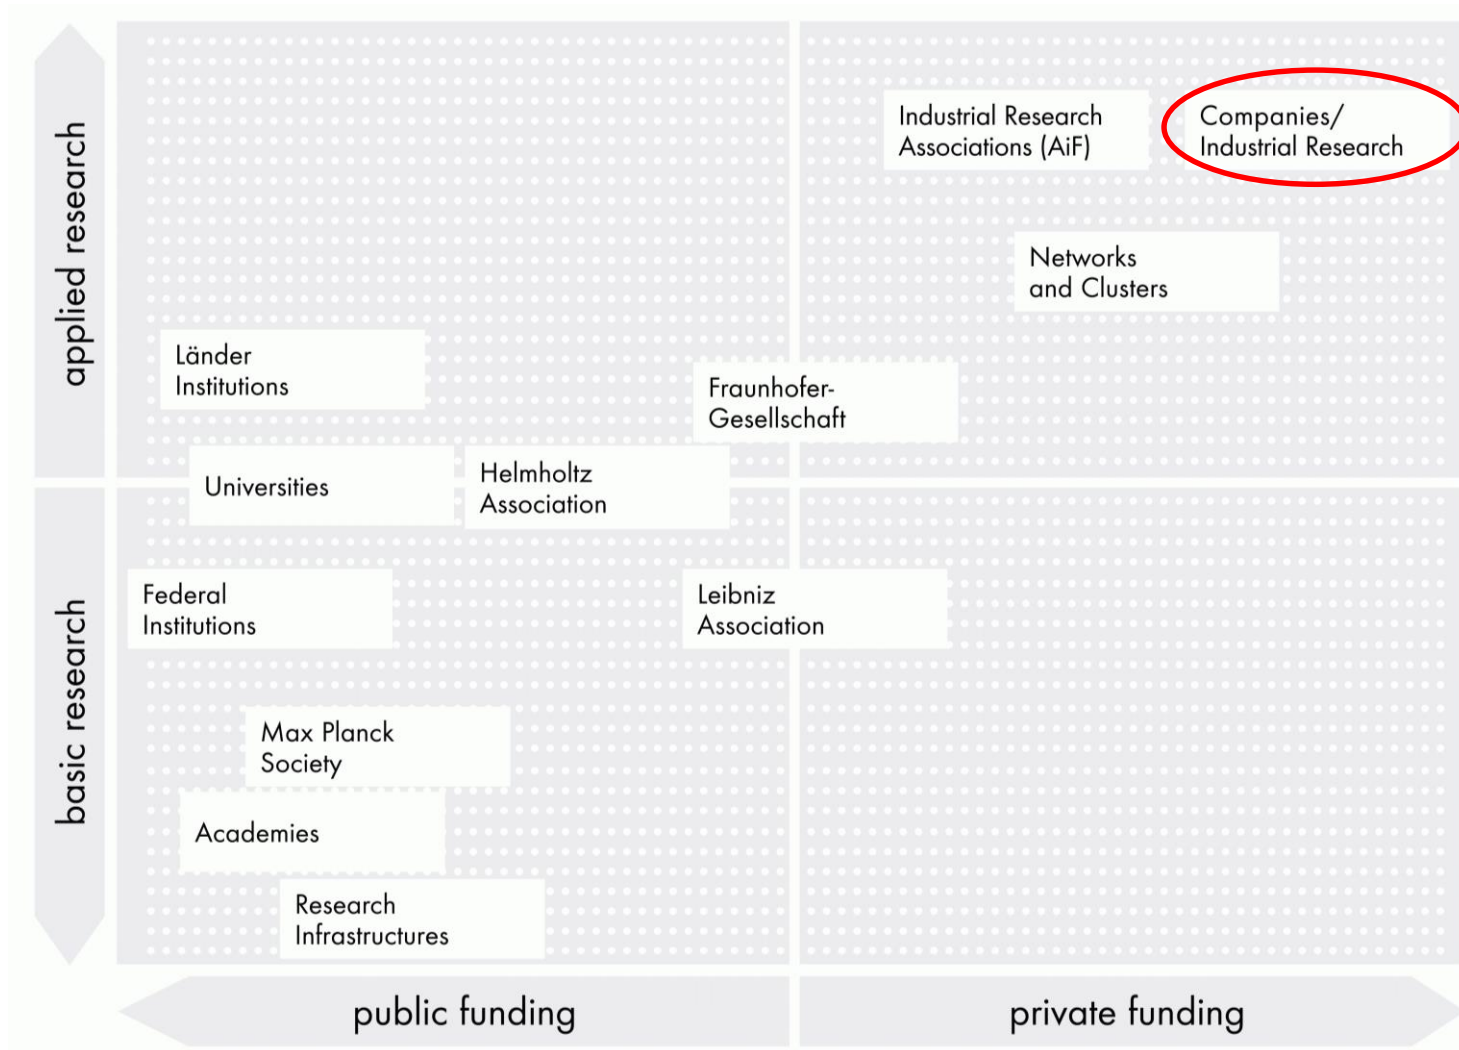 applied research
basic research
Industrial Research
Associations (AiF)
Companies/
Industrial Research
Networks
and Clusters
Länder
Institutions
Fraunhofer-
Gesellschaft
Universities
Helmholtz
Association
Federal
Institutions
Leibniz
Association
Max Planck
Society
Academies
Research
Infrastructures
public funding
private funding